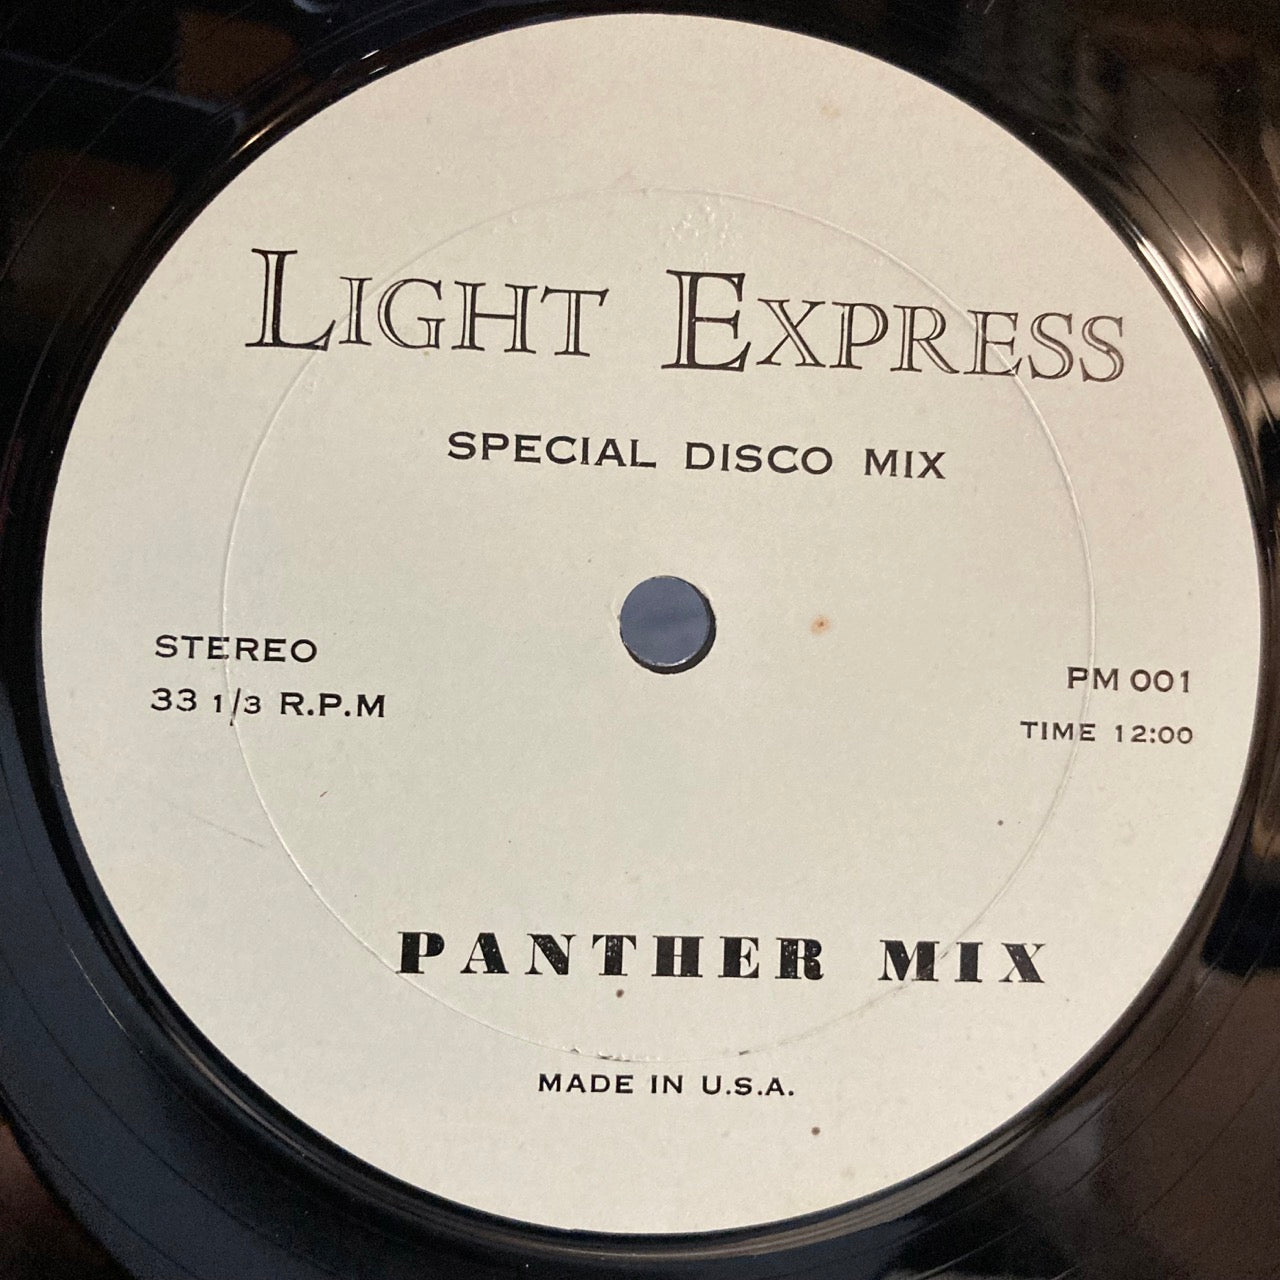 LIGHT EXPRESS
SPECIAL DISCO MIX
STEREO
33 1/3 R.P.M
PM 001
TIME 12:00
PANTHER MIX
MADE IN U.S.A.